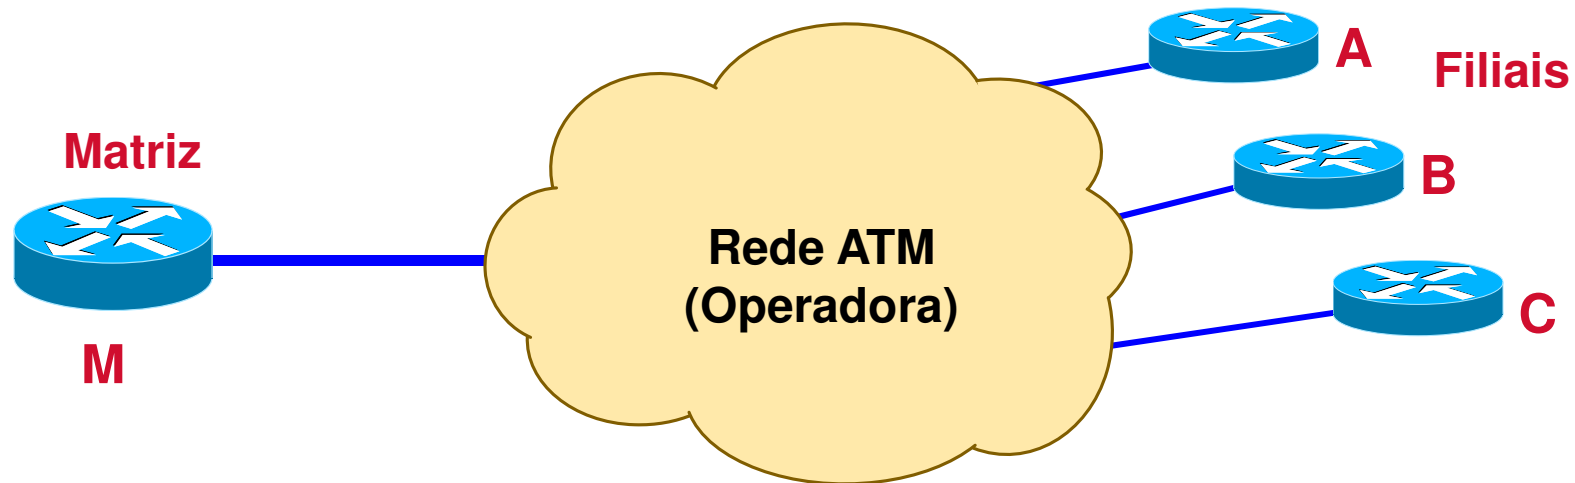 Matriz
M
Rede ATM
(Operadora)
A
Filiais
B
C